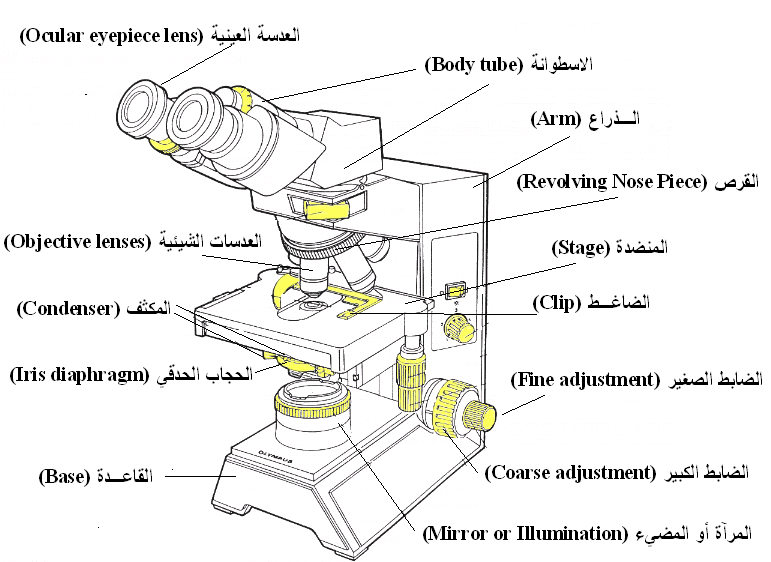 العدسة العينية (Ocular eyepiece lens)
الاسطوانة (Body tube)
الـــذراع (Arm)
القرص (Revolving Nose Piece)
العدسات الشيئية (Objective lenses)
المنضدة (Stage)
المكثف (Condenser)
الضاغــط (Clip)
الحجاب الحدقي (Iris diaphragm)
الضابط الصغير (Fine adjustment)
OLYMPUS
القاعـــدة (Base)
الضابط الكبير (Coarse adjustment)
المرآة أو المضيء (Mirror or Illumination)